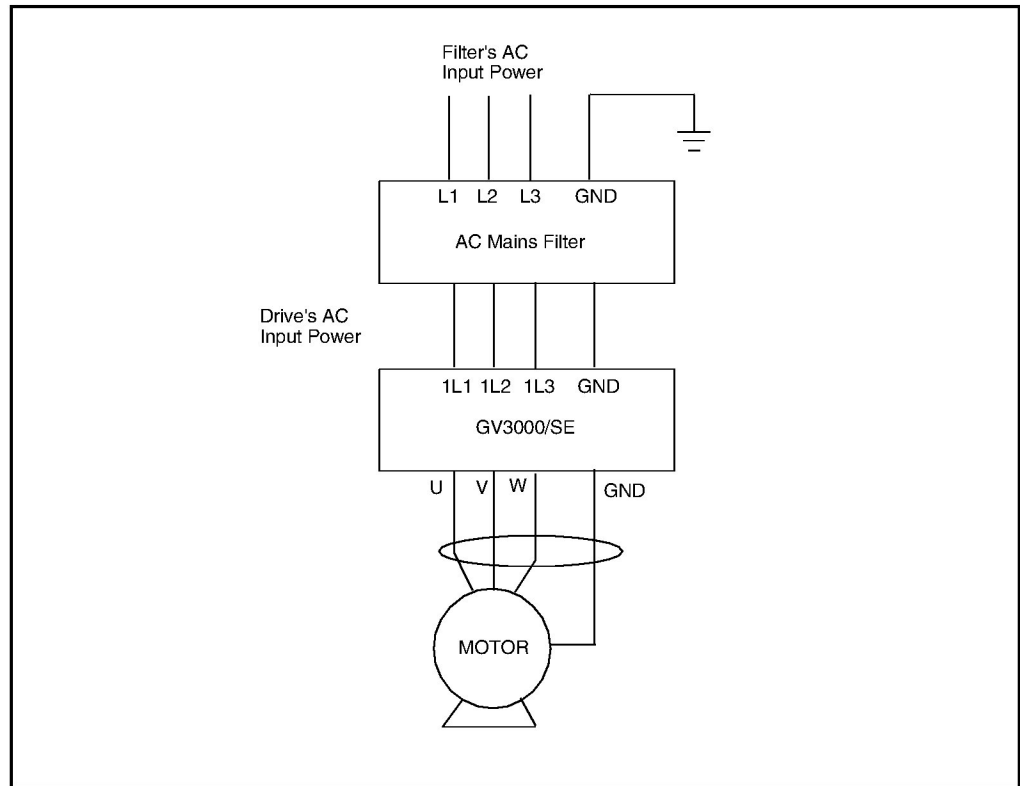 Filter's AC
Input Power
L1 L2 L3 GND
AC Mains Filter
Drive's AC
Input Power
1L1 1L2 1L3 GND
GV3000/SE
U V W GND
MOTOR